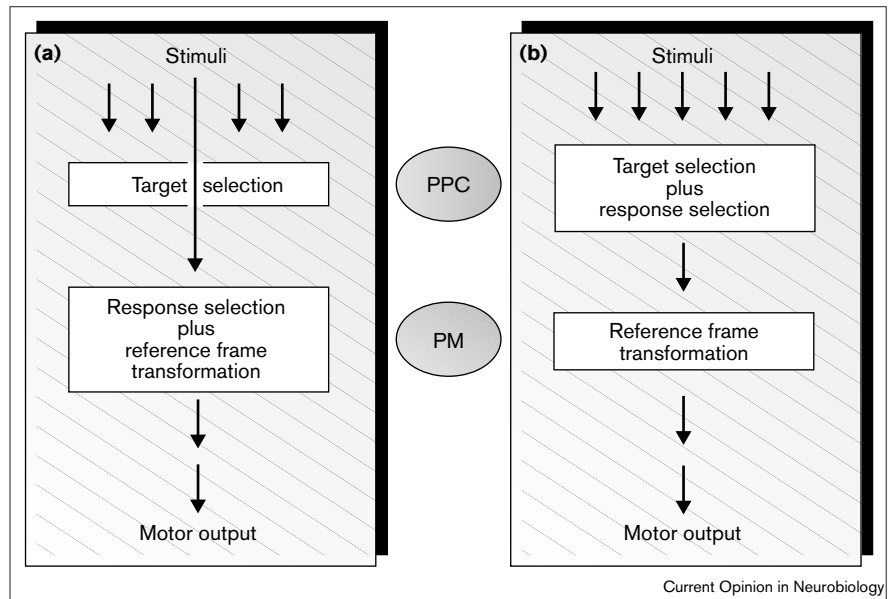 (a)
Stimuli
Target selection
Response selection
plus
reference frame
transformation
Motor output
PPC
PM
(b)
Stimuli
Target selection
plus
response selection
Reference frame
transformation
Motor output
Current Opinion in Neurobiology